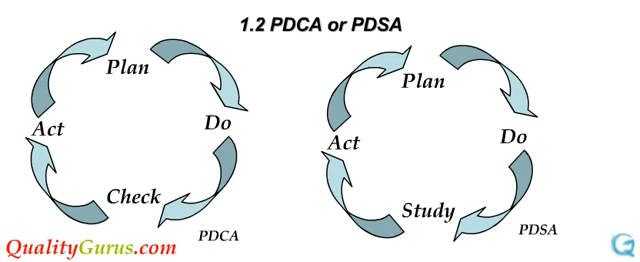 1.2 PDCA or PDSA
Plan
Act
Do
Check
PDCA
Plan
Act
Do
Study
PDSA
QualityGurus.com